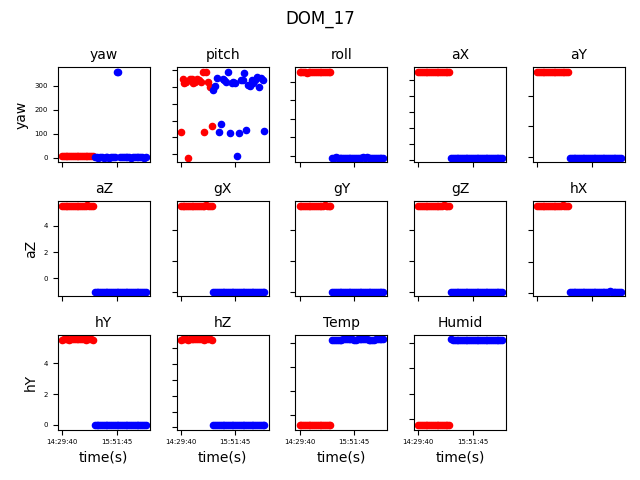 DOM_17
yaw pitch roll aX aY
yaw
300
200
100
0
aZ gX gY gZ hX
aZ
4
2
0
hY hZ Temp Humid
hY
4
2
0
14:29:40 15:51:45 14:29:40 15:51:45 14:29:40 15:51:45 14:29:40 15:51:45
time(s) time(s) time(s) time(s)